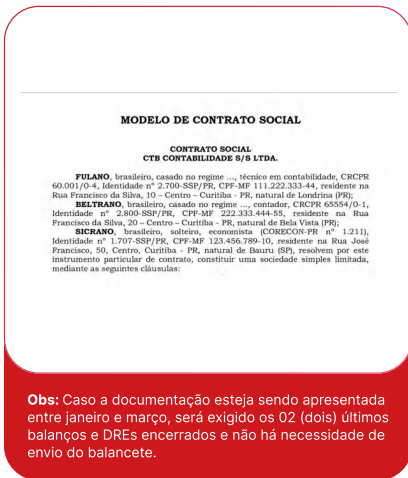 MODELO DE CONTRATO SOCIAL
CONTRATO SOCIAL
CTB CONTABILIDADE S/S LTDA.
FULANO, brasileiro, casado no regime ..., técnico em contabilidade, CRCPR
60.001/0-4, Identidade nº 2.700-SSP/PR, CPF-MF 111.222.333-44, residente na
Rua Francisco da Silva, 10 – Centro – Curitiba - PR, natural de Londrina (PR);
BELTRANO, brasileiro, casado no regime ..., contador, CRCPR 65554/0-1,
Identidade nº 2.800-SSP/PR, CPF-MF 222.333.444-55, residente na Rua
Francisco da Silva, 20 – Centro – Curitiba - PR, natural de Bela Vista (PR);
SICRANO, brasileiro, solteiro, economista (CORECON-PR nº 1.211),
Identidade nº 1.707-SSP/PR, CPF-MF 123.456.789-10, residente na Rua José
Francisco, 50, Centro, Curitiba - PR, natural de Bauru (SP), resolvem por este
instrumento particular de contrato, constituir uma sociedade simples limitada,
mediante as seguintes cláusulas:
Obs: Caso a documentação esteja sendo apresentada
entre janeiro e março, será exigido os 02 (dois) últimos
balanços e DREs encerrados e não há necessidade de
envio do balancete.